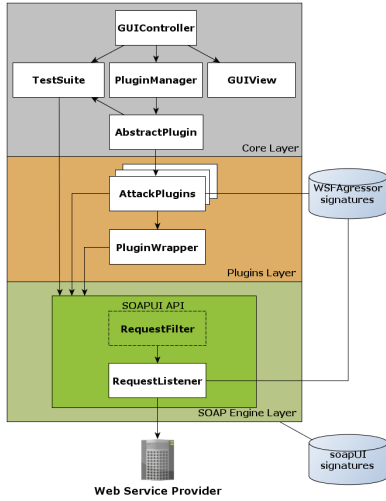 GUIController
TestSuite
PluginManager
GUIView
AbstractPlugin
Core Layer
AttackPlugins
WSFAgressor
signatures
PluginWrapper
Plugins Layer
SOAPUI API
RequestFilter
RequestListener
SOAP Engine Layer
soapUI
signatures
Web Service Provider